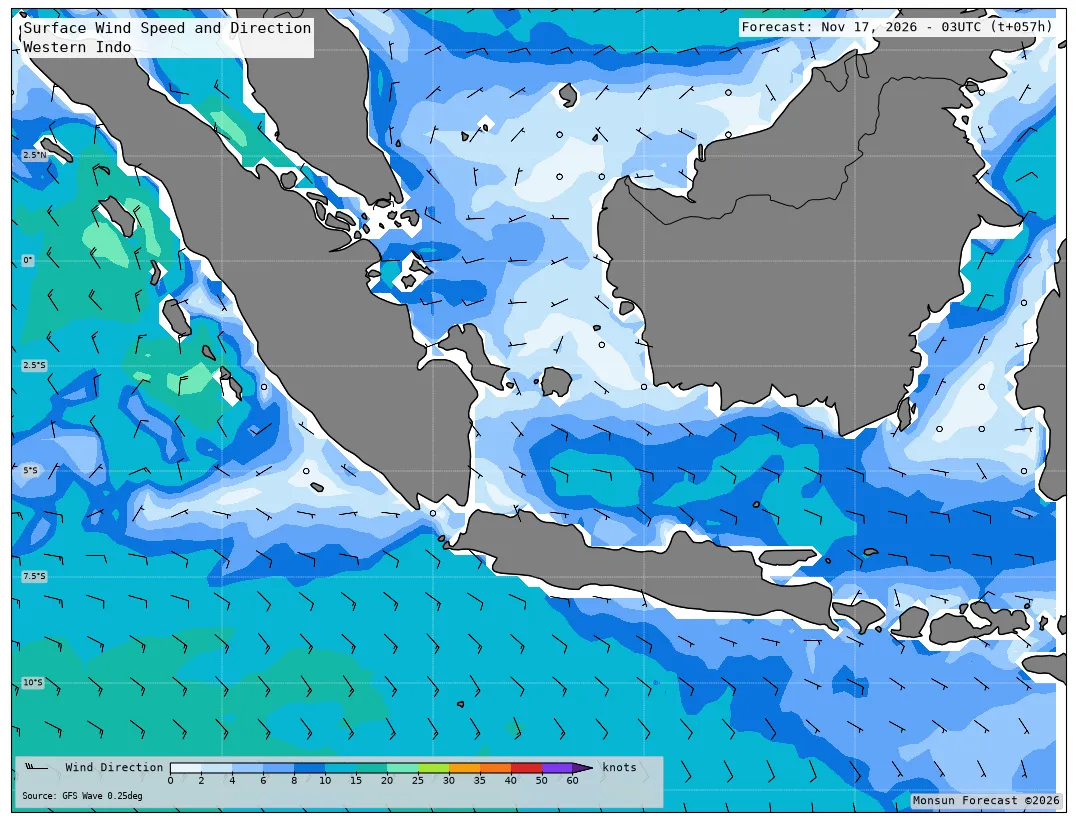 Surface Wind Speed and Direction
Western Indo
Forecast: Nov 17, 2026 - 03UTC (t+057h)
2.5°N
0°
2.5°S
5°S
7.5°S
10°S
Wind Direction
0 2 4 6 8 10 15 20 25 30 35 40 50 60
knots
Source: GFS Wave 0.25deg
Monsun Forecast ©2026